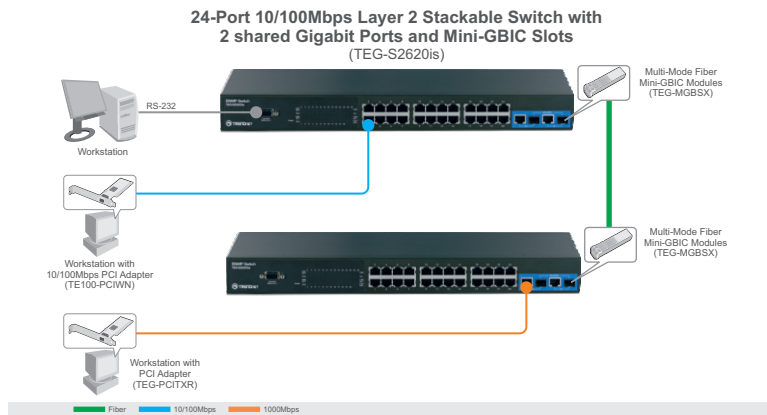 24-Port 10/100Mbps Layer 2 Stackable Switch with
2 shared Gigabit Ports and Mini-GBIC Slots
(TEG-S2620is)
Multi-Mode Fiber
Mini-GBIC Modules
(TEG-MGBSX)
RS-232
TRENDnet
Workstation
Workstation with
10/100Mbps PCI Adapter
(TE100-PCIWN)
Multi-Mode Fiber
Mini-GBIC Modules
(TEG-MGBSX)
TRENDnet
Workstation with
PCI Adapter
(TEG-PCITXR)
Fiber
10/100Mbps
1000Mbps